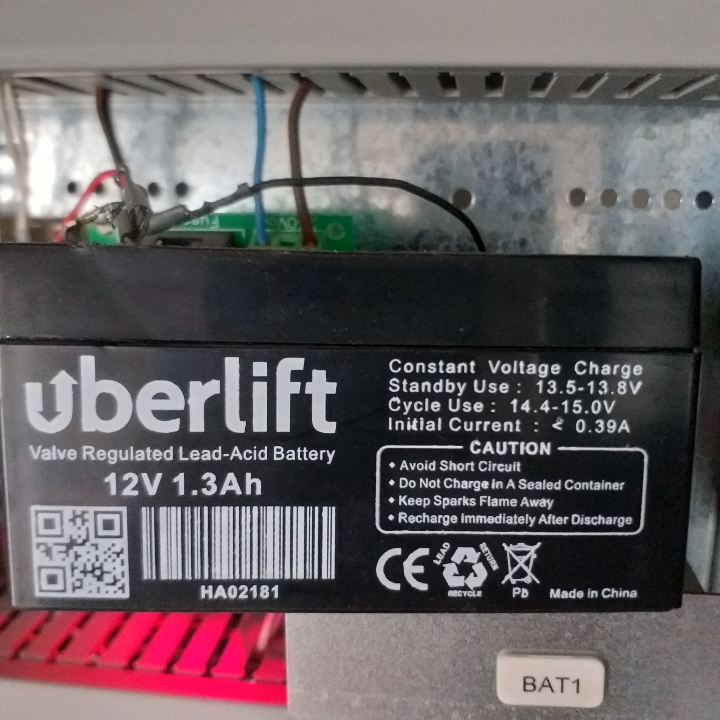 uberlift
Valve Regulated Lead-Acid Battery
12V 1.3Ah
HA02181
Constant Voltage Charge
Standby Use : 13.5-13.8V
Cycle Use : 14.4-15.0V
Initial Current : ≤ 0.39A
CAUTION
• Avoid Short Circuit
• Do Not Charge in A Sealed Container
• Keep Sparks Flame Away
• Recharge Immediately After Discharge
CE
LEAD RETURN
RECYCLE
Pb
Made in China
BAT1